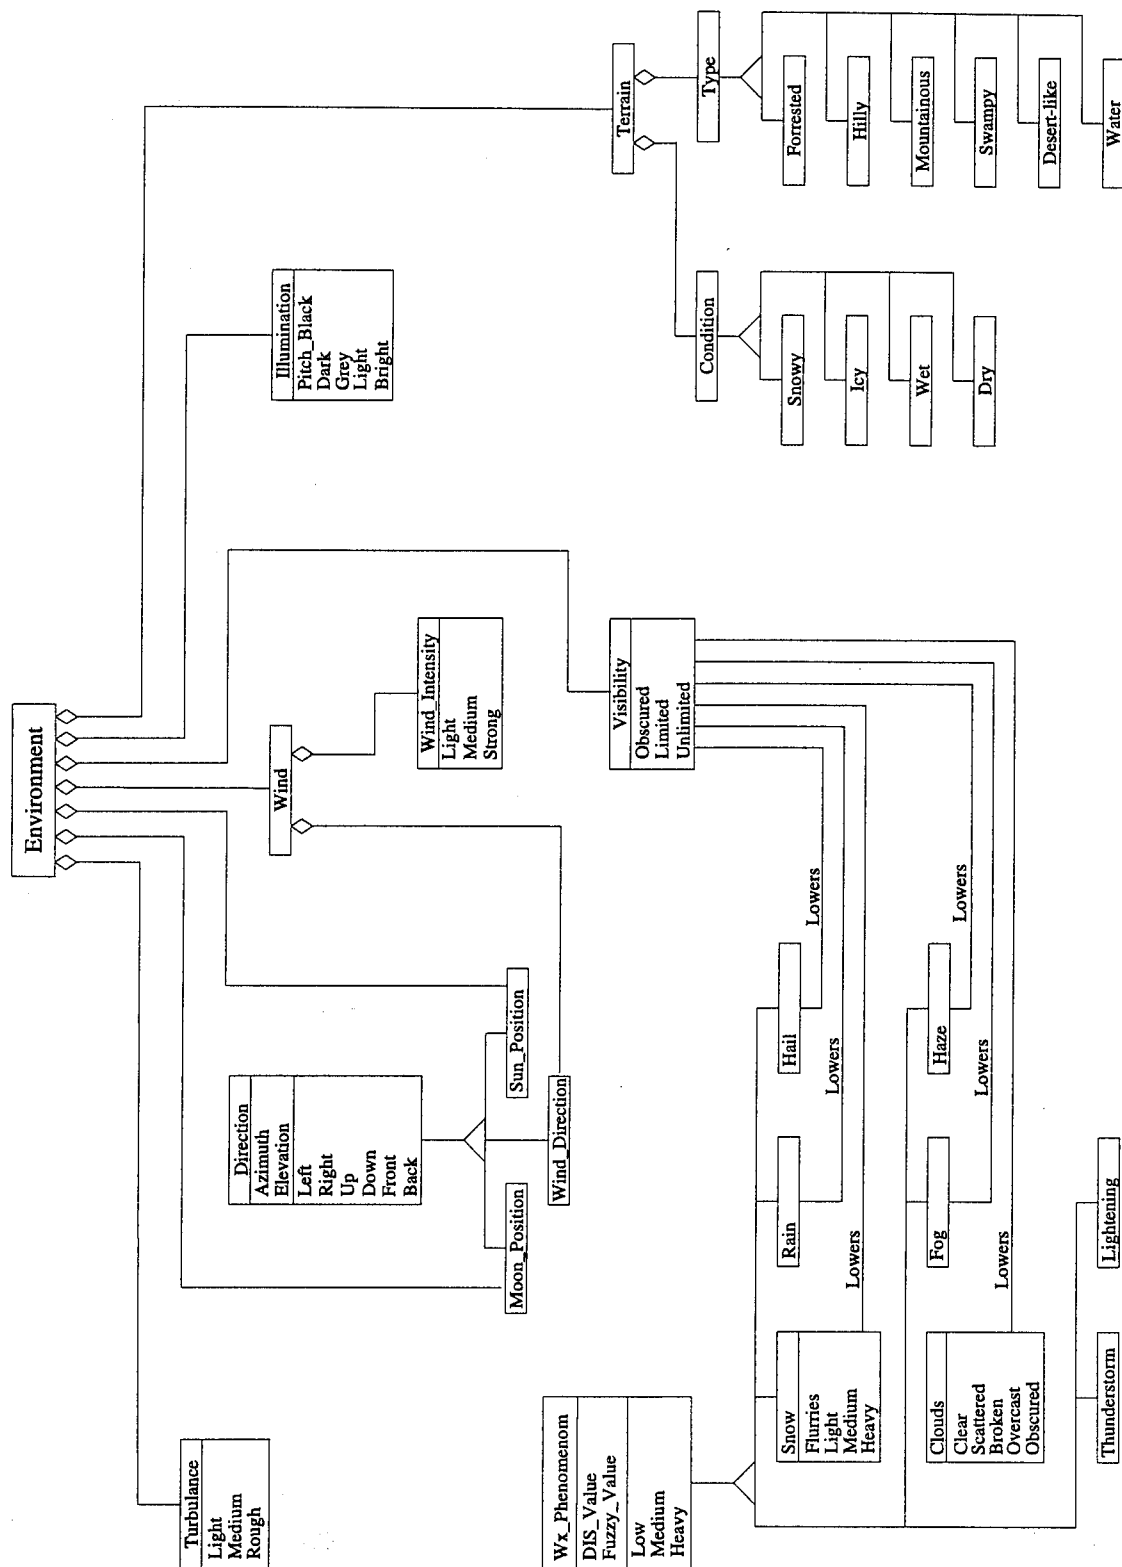 Environment
Turbulance
Light
Medium
Rough
Direction
Azimuth
Elevation
Left
Right
Up
Down
Front
Back
Moon_Position
Sun_Position
Wind_Direction
Wind
Wind_Intensity
Light
Medium
Strong
Illumination
Pitch_Black
Dark
Grey
Light
Bright
Visibility
Obscured
Limited
Unlimited
Terrain
Condition
Snowy
Icy
Wet
Dry
Type
Forrested
Hilly
Mountainous
Swampy
Desert-like
Water
Wx_Phenomenom
DIS_Value
Fuzzy_Value
Low
Medium
Heavy
Snow
Flurries
Light
Medium
Heavy
Rain
Hail
Lowers
Lowers
Lowers
Clouds
Clear
Scattered
Broken
Overcast
Obscured
Fog
Haze
Lowers
Lowers
Lowers
Thunderstorm
Lightening